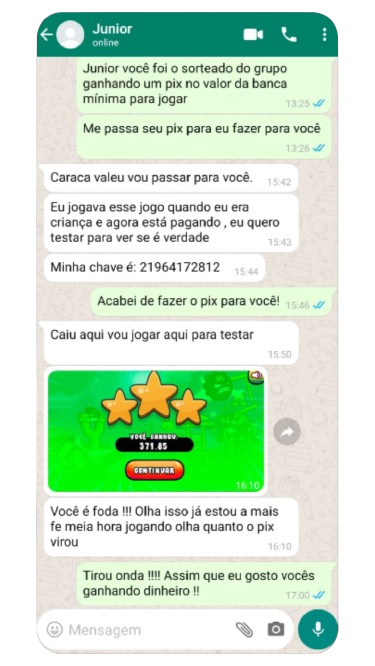 Junior
online
Junior você foi o sorteado do grupo
ganhando um pix no valor da banca
mínima para jogar
13:25
Me passa seu pix para eu fazer para você
13:26
Caraca valeu vou passar para você. 15:42
Eu jogava esse jogo quando eu era
criança e agora está pagando , eu quero
testar para ver se é verdade
15:43
Minha chave é: 21964172812 15:44
Acabei de fazer o pix para você! 15:46
Caiu aqui vou jogar aqui para testar
15:50
VOCÊ GANHOU
371.85
CONTINUAR
16:10
Você é foda !!! Olha isso já estou a mais
fe meia hora jogando olha quanto o pix
virou
16:10
Tirou onda !!!! Assim que eu gosto vocês
ganhando dinheiro !!
17:00
Mensagem